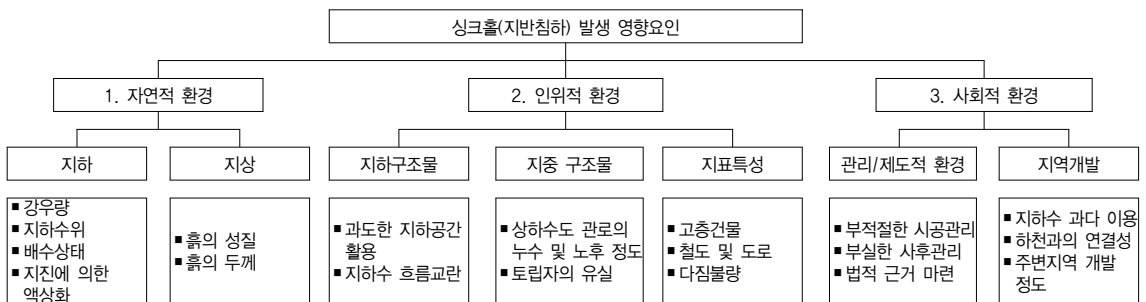 싱크홀(지반침하) 발생 영향요인
1. 자연적 환경
2. 인위적 환경
3. 사회적 환경
지하
지상
지하구조물
지중 구조물
지표특성
관리/제도적 환경
지역개발
▪ 강우량
▪ 지하수위
▪ 배수상태
▪ 지진에 의한
액상화
▪ 흙의 성질
▪ 흙의 두께
▪ 과도한 지하공간
활용
▪ 지하수 흐름교란
▪ 상하수도 관로의
누수 및 노후 정도
▪ 토립자의 유실
▪ 고층건물
▪ 철도 및 도로
▪ 다짐불량
▪ 부적절한 시공관리
▪ 부실한 사후관리
▪ 법적 근거 마련
▪ 지하수 과다 이용
▪ 하천과의 연결성
▪ 주변지역 개발
정도